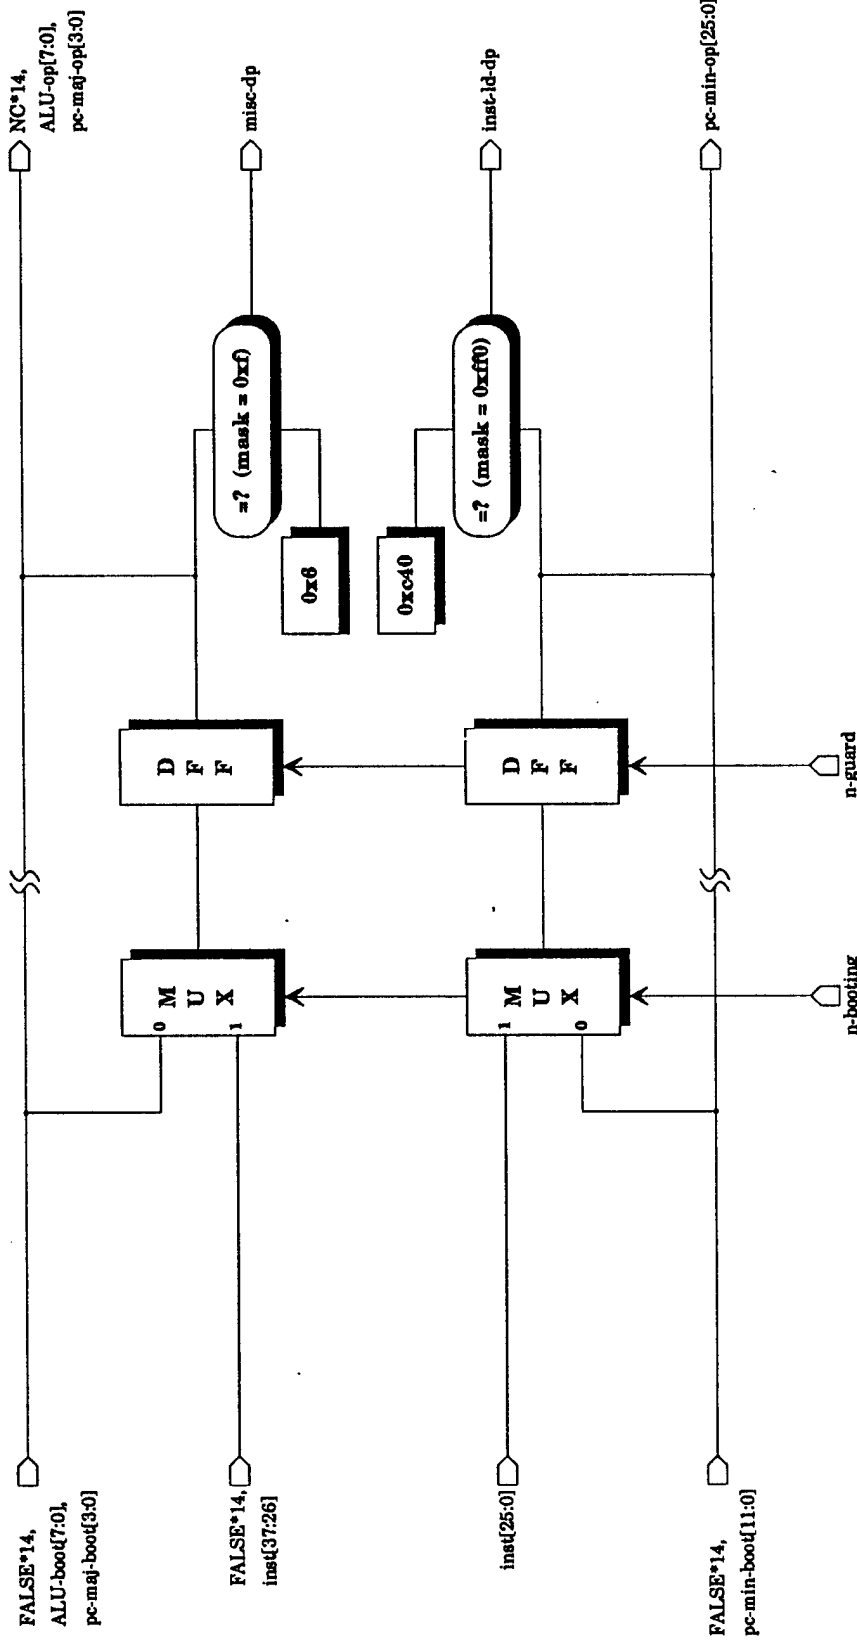 NC*14,
ALU-op[7:0],
pc-maj-op[3:0]
misc-dp
inst-ld-dp
pc-min-op[25:0]
=? (mask = 0xf)
=? (mask = 0xff0)
0x6
0xc40
D
F
F
D
F
F
n-guard
M
U
X
0
1
M
U
X
1
0
n-booting
FALSE*14,
ALU-boot[7:0],
pc-maj-boot[3:0]
FALSE*14,
inst[37:26]
inst[25:0]
FALSE*14,
pc-min-boot[11:0]